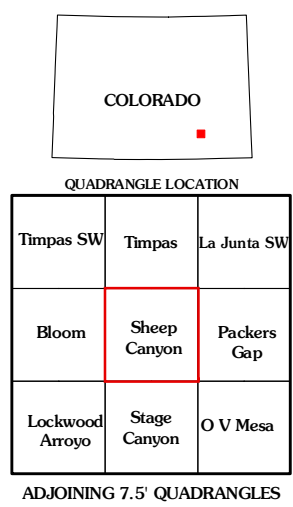 COLORADO
QUADRANGLE LOCATION
Timpas SW
Timpas
La Junta SW
Bloom
Sheep
Canyon
Packers
Gap
Lockwood
Arroyo
Stage
Canyon
O V Mesa
ADJOINING 7.5' QUADRANGLES